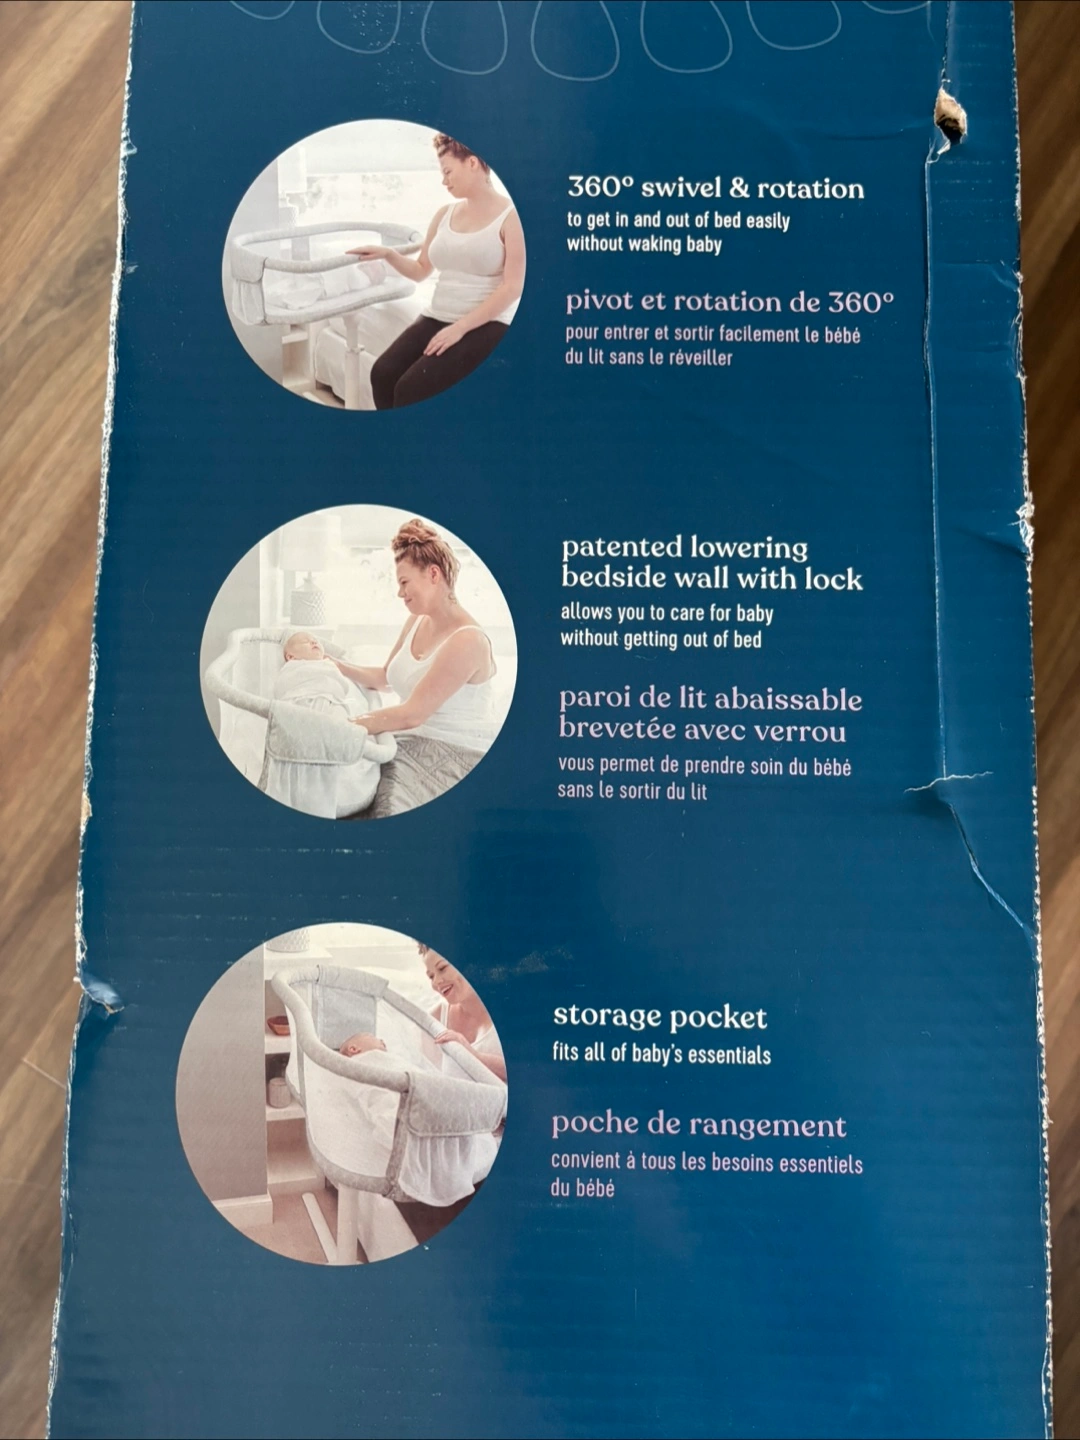 360º swivel & rotation
to get in and out of bed easily
without waking baby
pivot et rotation de 360º
pour entrer et sortir facilement le bébé
du lit sans le réveiller
patented lowering
bedside wall with lock
allows you to care for baby
without getting out of bed
paroi de lit abaissable
brevetée avec verrou
vous permet de prendre soin du bébé
sans le sortir du lit
storage pocket
fits all of baby's essentials
poche de rangement
convient à tous les besoins essentiels
du bébé